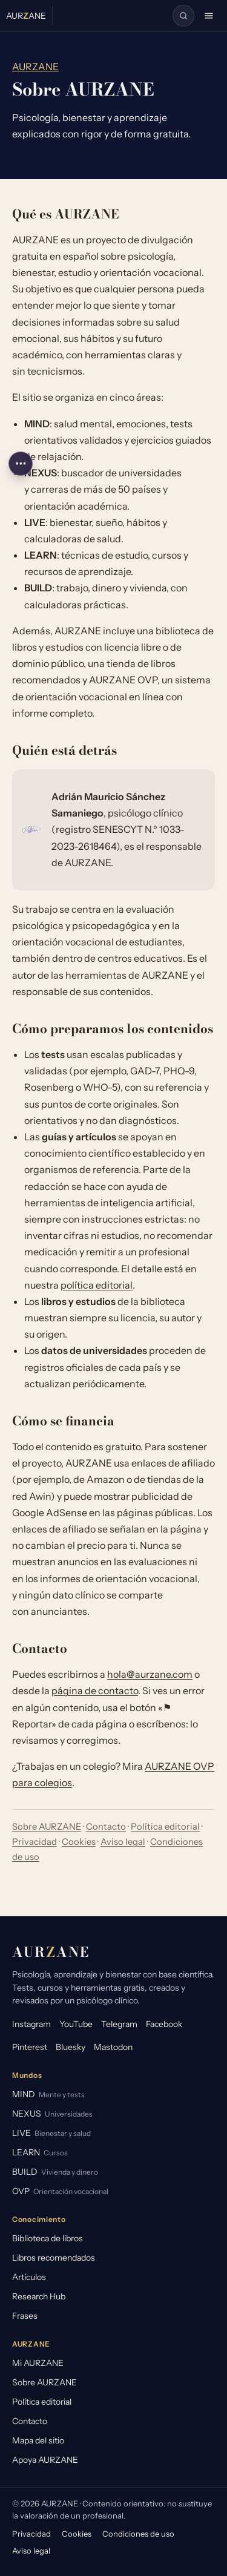 AURZANE
AURZANE
Sobre AURZANE
Psicología, bienestar y aprendizaje
explicados con rigor y de forma gratuita.
Qué es AURZANE
AURZANE es un proyecto de divulgación
gratuita en español sobre psicología,
bienestar, estudio y orientación vocacional.
Su objetivo es que cualquier persona pueda
entender mejor lo que siente y tomar
decisiones informadas sobre su salud
emocional, sus hábitos y su futuro
académico, con herramientas claras y
sin tecnicismos.
El sitio se organiza en cinco áreas:
MIND: salud mental, emociones, tests
orientativos validados y ejercicios guiados
de relajación.
NEXUS: buscador de universidades
y carreras de más de 50 países y
orientación académica.
LIVE: bienestar, sueño, hábitos y
calculadoras de salud.
LEARN: técnicas de estudio, cursos y
recursos de aprendizaje.
BUILD: trabajo, dinero y vivienda, con
calculadoras prácticas.
Además, AURZANE incluye una biblioteca de
libros y estudios con licencia libre o de
dominio público, una tienda de libros
recomendados y AURZANE OVP, un sistema
de orientación vocacional en línea con
informe completo.
Quién está detrás
Adrián Mauricio Sánchez
Samaniego, psicólogo clínico
(registro SENESCYT N.º 1033-
2023-2618464), es el responsable
de AURZANE.
Su trabajo se centra en la evaluación
psicológica y psicopedagógica y en la
orientación vocacional de estudiantes,
también dentro de centros educativos. Es el
autor de las herramientas de AURZANE y el
responsable de sus contenidos.
Cómo preparamos los contenidos
Los tests usan escalas publicadas y
validadas (por ejemplo, GAD-7, PHQ-9,
Rosenberg o WHO-5), con su referencia y
sus puntos de corte originales. Son
orientativos y no dan diagnósticos.
Las guías y artículos se apoyan en
conocimiento científico establecido y en
organismos de referencia. Parte de la
redacción se hace con ayuda de
herramientas de inteligencia artificial,
siempre con instrucciones estrictas: no
inventar cifras ni estudios, no recomendar
medicación y remitir a un profesional
cuando corresponde. El detalle está en
nuestra política editorial.
Los libros y estudios de la biblioteca
muestran siempre su licencia, su autor y
su origen.
Los datos de universidades proceden de
registros oficiales de cada país y se
actualizan periódicamente.
Cómo se financia
Todo el contenido es gratuito. Para sostener
el proyecto, AURZANE usa enlaces de afiliado
(por ejemplo, de Amazon o de tiendas de la
red Awin) y puede mostrar publicidad de
Google AdSense en las páginas públicas. Los
enlaces de afiliado se señalan en la página y
no cambian el precio para ti. Nunca se
muestran anuncios en las evaluaciones ni
en los informes de orientación vocacional,
y ningún dato clínico se comparte
con anunciantes.
Contacto
Puedes escribirnos a hola@aurzane.com o
desde la página de contacto. Si ves un error
en algún contenido, usa el botón «⚑
Reportar» de cada página o escríbenos: lo
revisamos y corregimos.
¿Trabajas en un colegio? Mira AURZANE OVP
para colegios.
Sobre AURZANE · Contacto · Política editorial ·
Privacidad · Cookies · Aviso legal · Condiciones
de uso
AURZANE
Psicología, aprendizaje y bienestar con base científica.
Tests, cursos y herramientas gratis, creados y
revisados por un psicólogo clínico.
Instagram YouTube Telegram Facebook
Pinterest Bluesky Mastodon
Mundos
MIND Mente y tests
NEXUS Universidades
LIVE Bienestar y salud
LEARN Cursos
BUILD Vivienda y dinero
OVP Orientación vocacional
Conocimiento
Biblioteca de libros
Libros recomendados
Artículos
Research Hub
Frases
AURZANE
Mi AURZANE
Sobre AURZANE
Política editorial
Contacto
Mapa del sitio
Apoya AURZANE
© 2026 AURZANE · Contenido orientativo: no sustituye
la valoración de un profesional.
Privacidad Cookies Condiciones de uso
Aviso legal